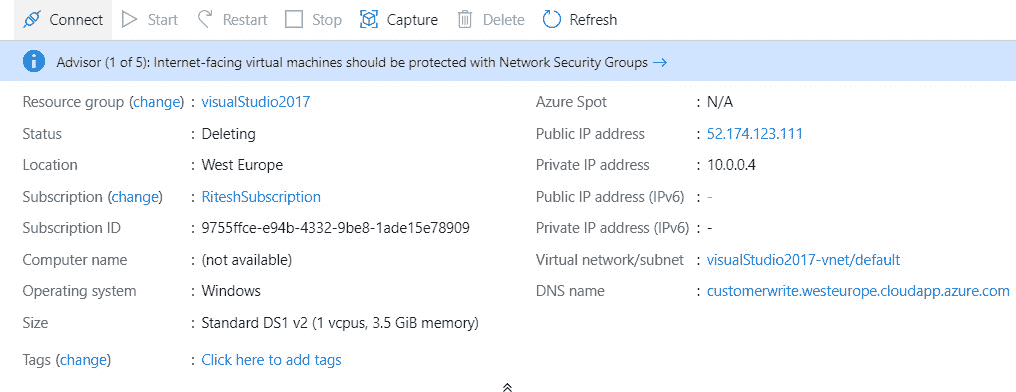 Connect Start Restart Stop Capture Delete Refresh
Advisor (1 of 5): Internet-facing virtual machines should be protected with Network Security Groups →
Resource group (change) : visualStudio2017
Status : Deleting
Location : West Europe
Subscription (change) : RiteshSubscription
Subscription ID : 9755ffce-e94b-4332-9be8-1ade15e78909
Computer name : (not available)
Operating system : Windows
Size : Standard DS1 v2 (1 vcpus, 3.5 GiB memory)
Tags (change) : Click here to add tags
Azure Spot : N/A
Public IP address : 52.174.123.111
Private IP address : 10.0.0.4
Public IP address (IPv6) : -
Private IP address (IPv6) : -
Virtual network/subnet : visualStudio2017-vnet/default
DNS name : customerwrite.westeurope.cloudapp.azure.com